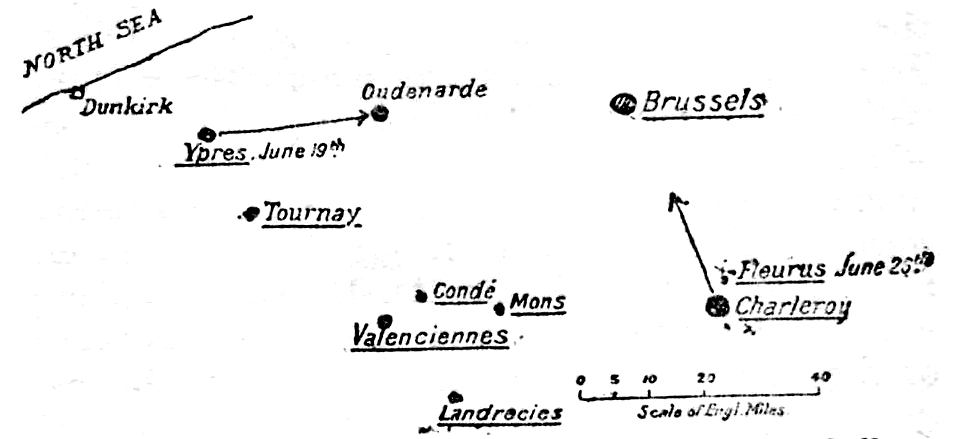 NORTH SEA
Dunkirk
Oudenarde
Brussels
Ypres. June 19th
Tournay
Fleurus June 26th
Condé
Mons
Charleroy
Valenciennes
0 5 10 20 40
Scale of Engl. Miles
Landrecies